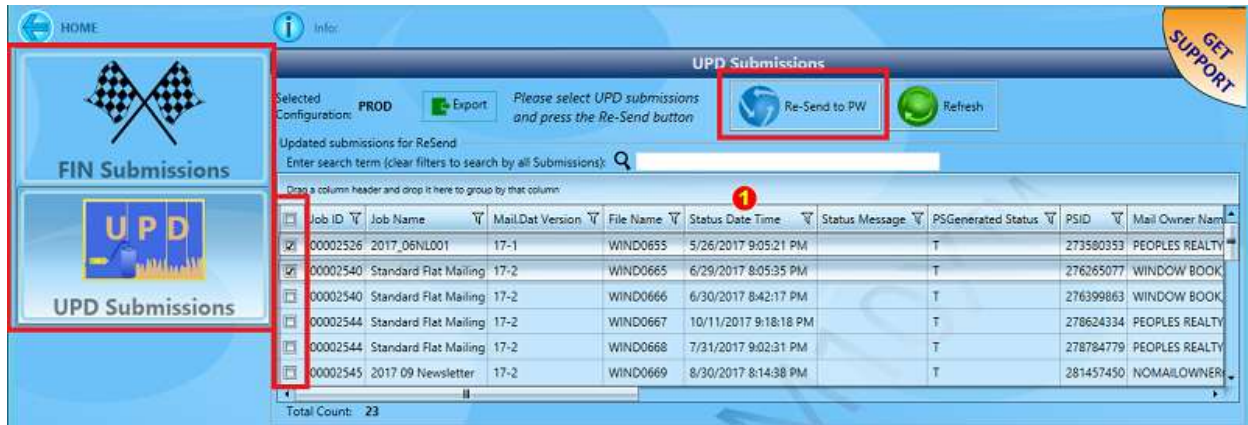 HOME
Info:
GET SUPPORT
UPD Submissions
FIN Submissions
UPD
UPD Submissions
Selected Configuration: PROD
Export
Please select UPD submissions
and press the Re-Send button
Re-Send to PW
Refresh
Updated submissions for ReSend
Enter search term (clear filters to search by all Submissions):
Drag a column header and drop it here to group by that column
1
Job ID Job Name Mail.Dat Version File Name Status Date Time Status Message PSGenerated Status PSID Mail Owner Nam
00002526 2017_06NL001 17-1 WIND0655 5/26/2017 9:05:21 PM T 273580353 PEOPLES REALTY
00002540 Standard Flat Mailing 17-2 WIND0665 6/29/2017 8:05:35 PM T 276265077 WINDOW BOOK,
00002540 Standard Flat Mailing 17-2 WIND0666 6/30/2017 8:42:17 PM T 276399863 WINDOW BOOK,
00002544 Standard Flat Mailing 17-2 WIND0667 10/11/2017 9:18:18 PM T 278624334 PEOPLES REALTY
00002544 Standard Flat Mailing 17-2 WIND0668 7/31/2017 9:02:31 PM T 278784779 PEOPLES REALTY
00002545 2017 09 Newsletter 17-2 WIND0669 8/30/2017 8:14:38 PM T 281457450 NOMAILOWNER
Total Count: 23